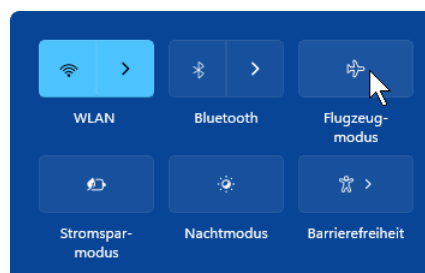 WLAN
Bluetooth
Flugzeug-
modus
Stromspar-
modus
Nachtmodus
Barrierefreiheit